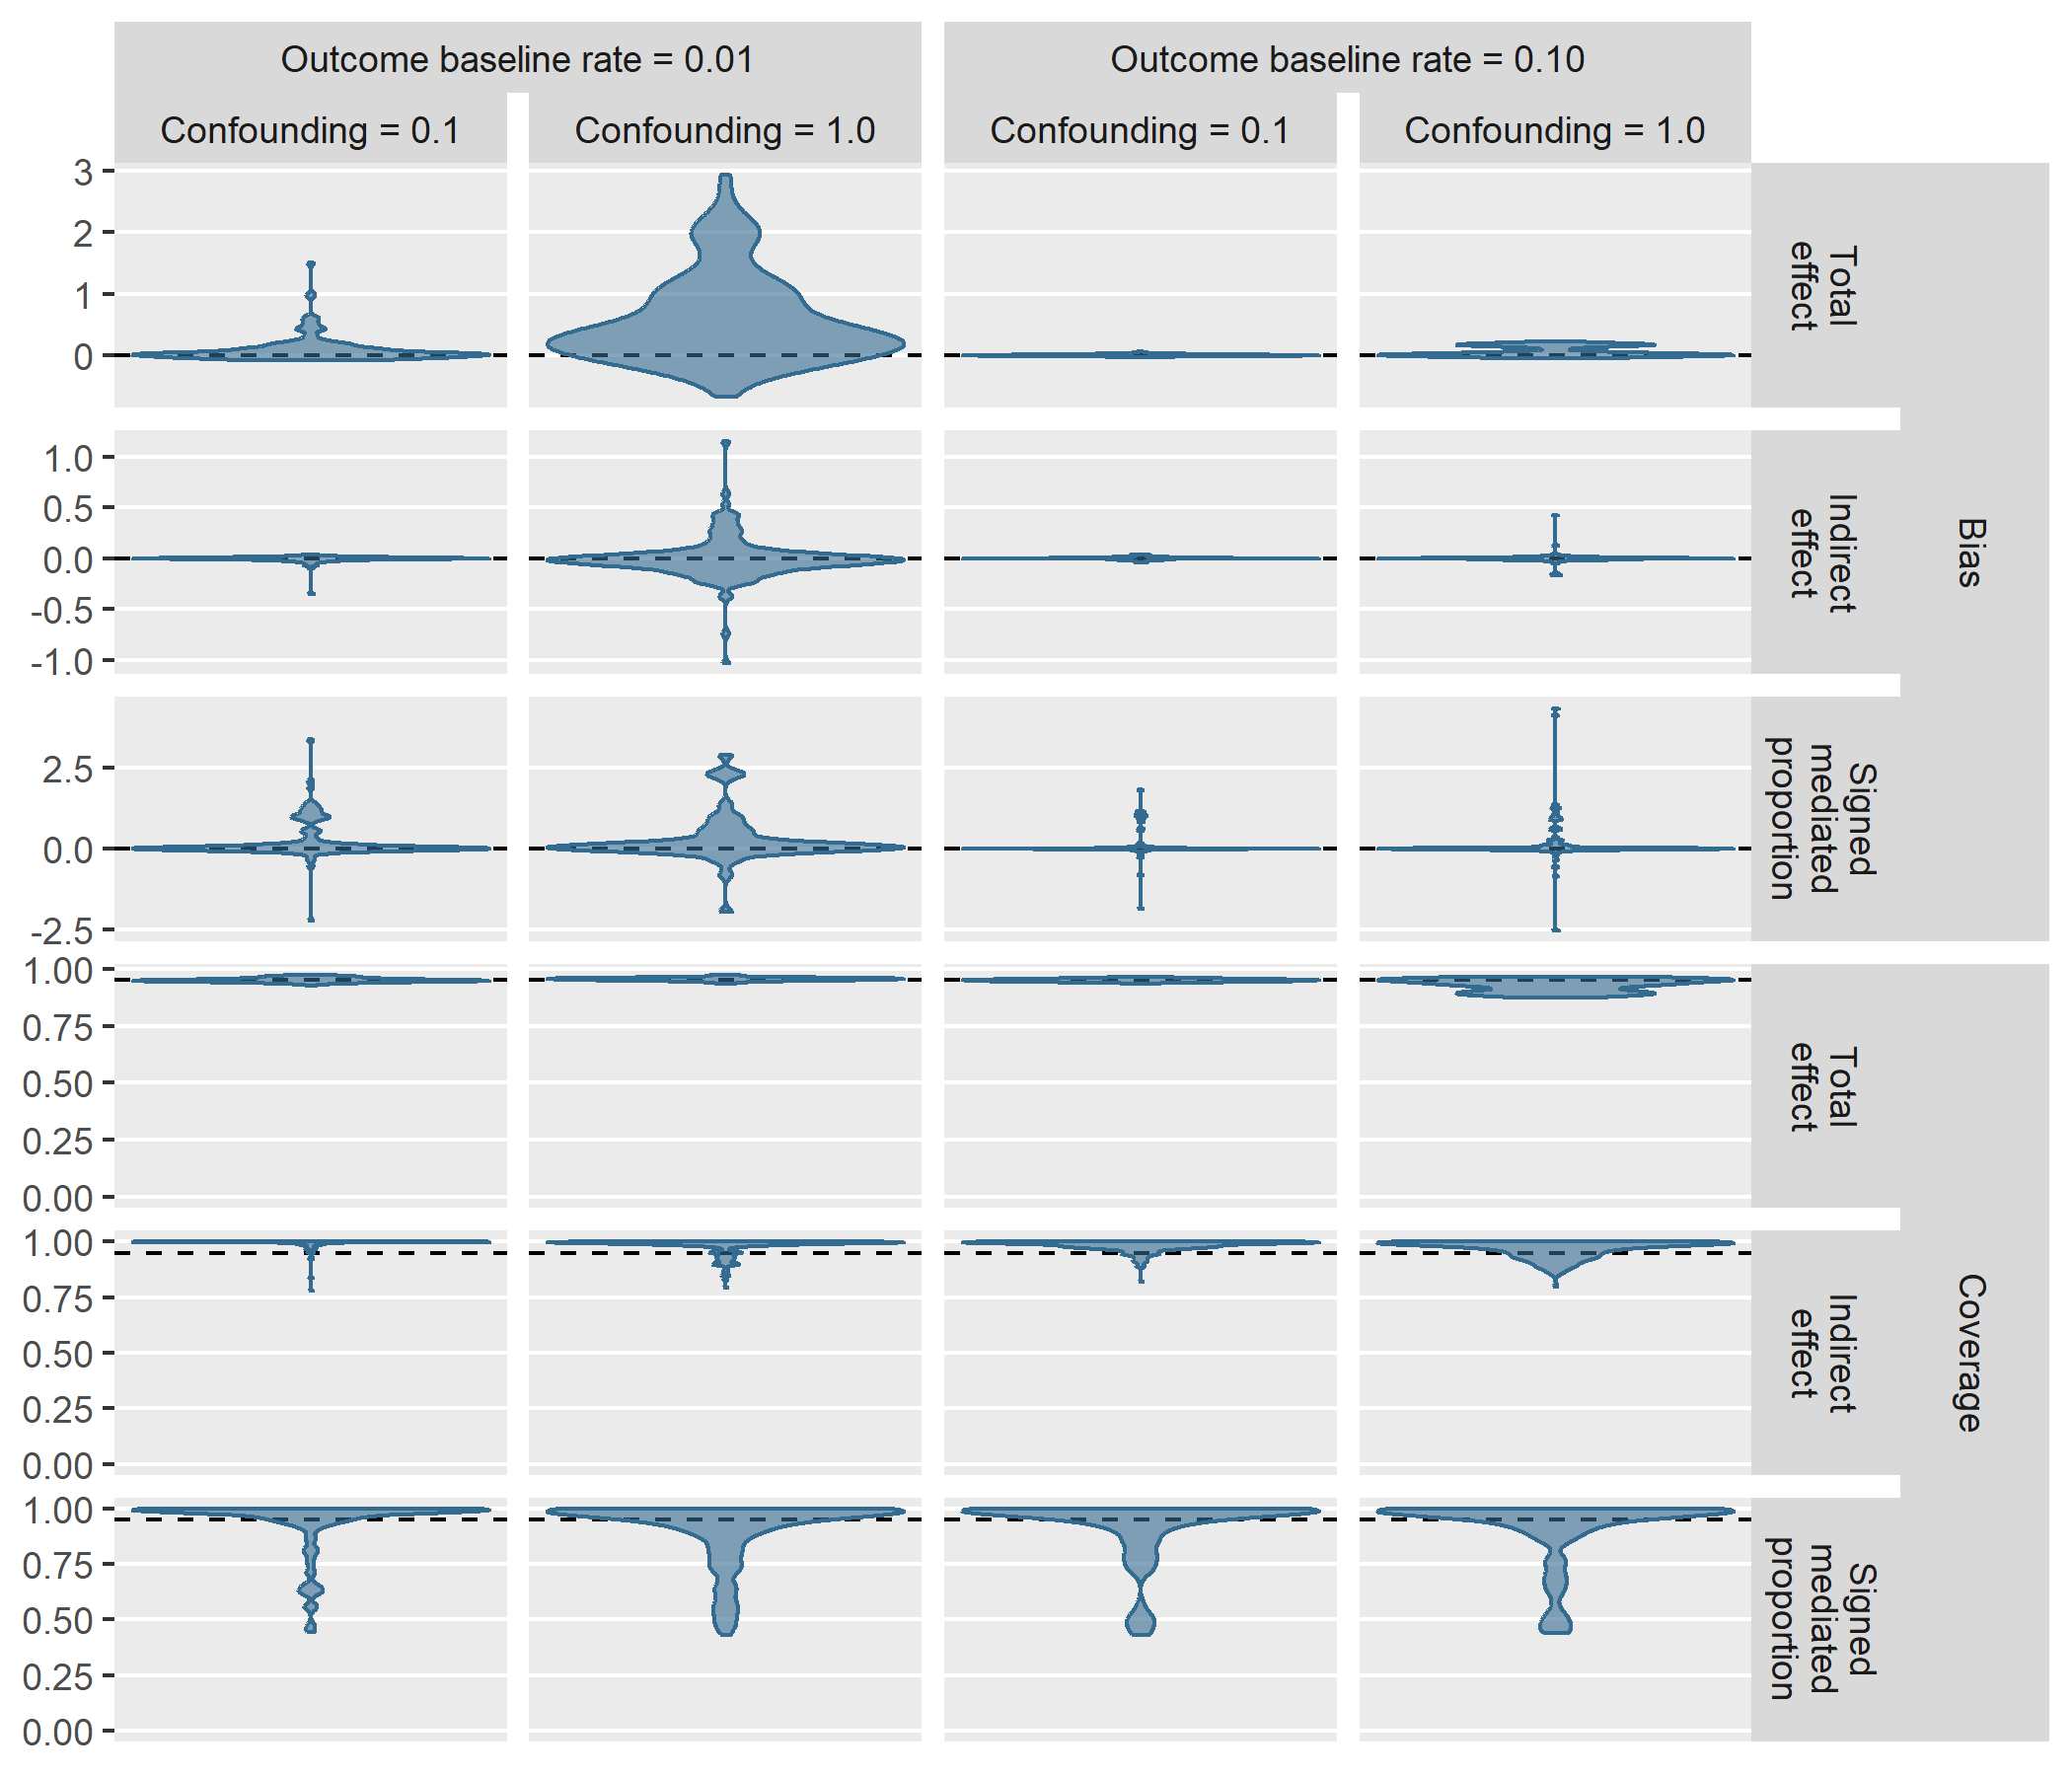 Outcome baseline rate = 0.01
Outcome baseline rate = 0.10
Confounding = 0.1
Confounding = 1.0
Confounding = 0.1
Confounding = 1.0
3
2
1
0
Total
effect
1.0
0.5
0.0
-0.5
-1.0
Indirect
effect
Bias
2.5
0.0
-2.5
Signed
mediated
proportion
1.00
0.75
0.50
0.25
0.00
Total
effect
1.00
0.75
0.50
0.25
0.00
Indirect
effect
Coverage
1.00
0.75
0.50
0.25
0.00
Signed
mediated
proportion